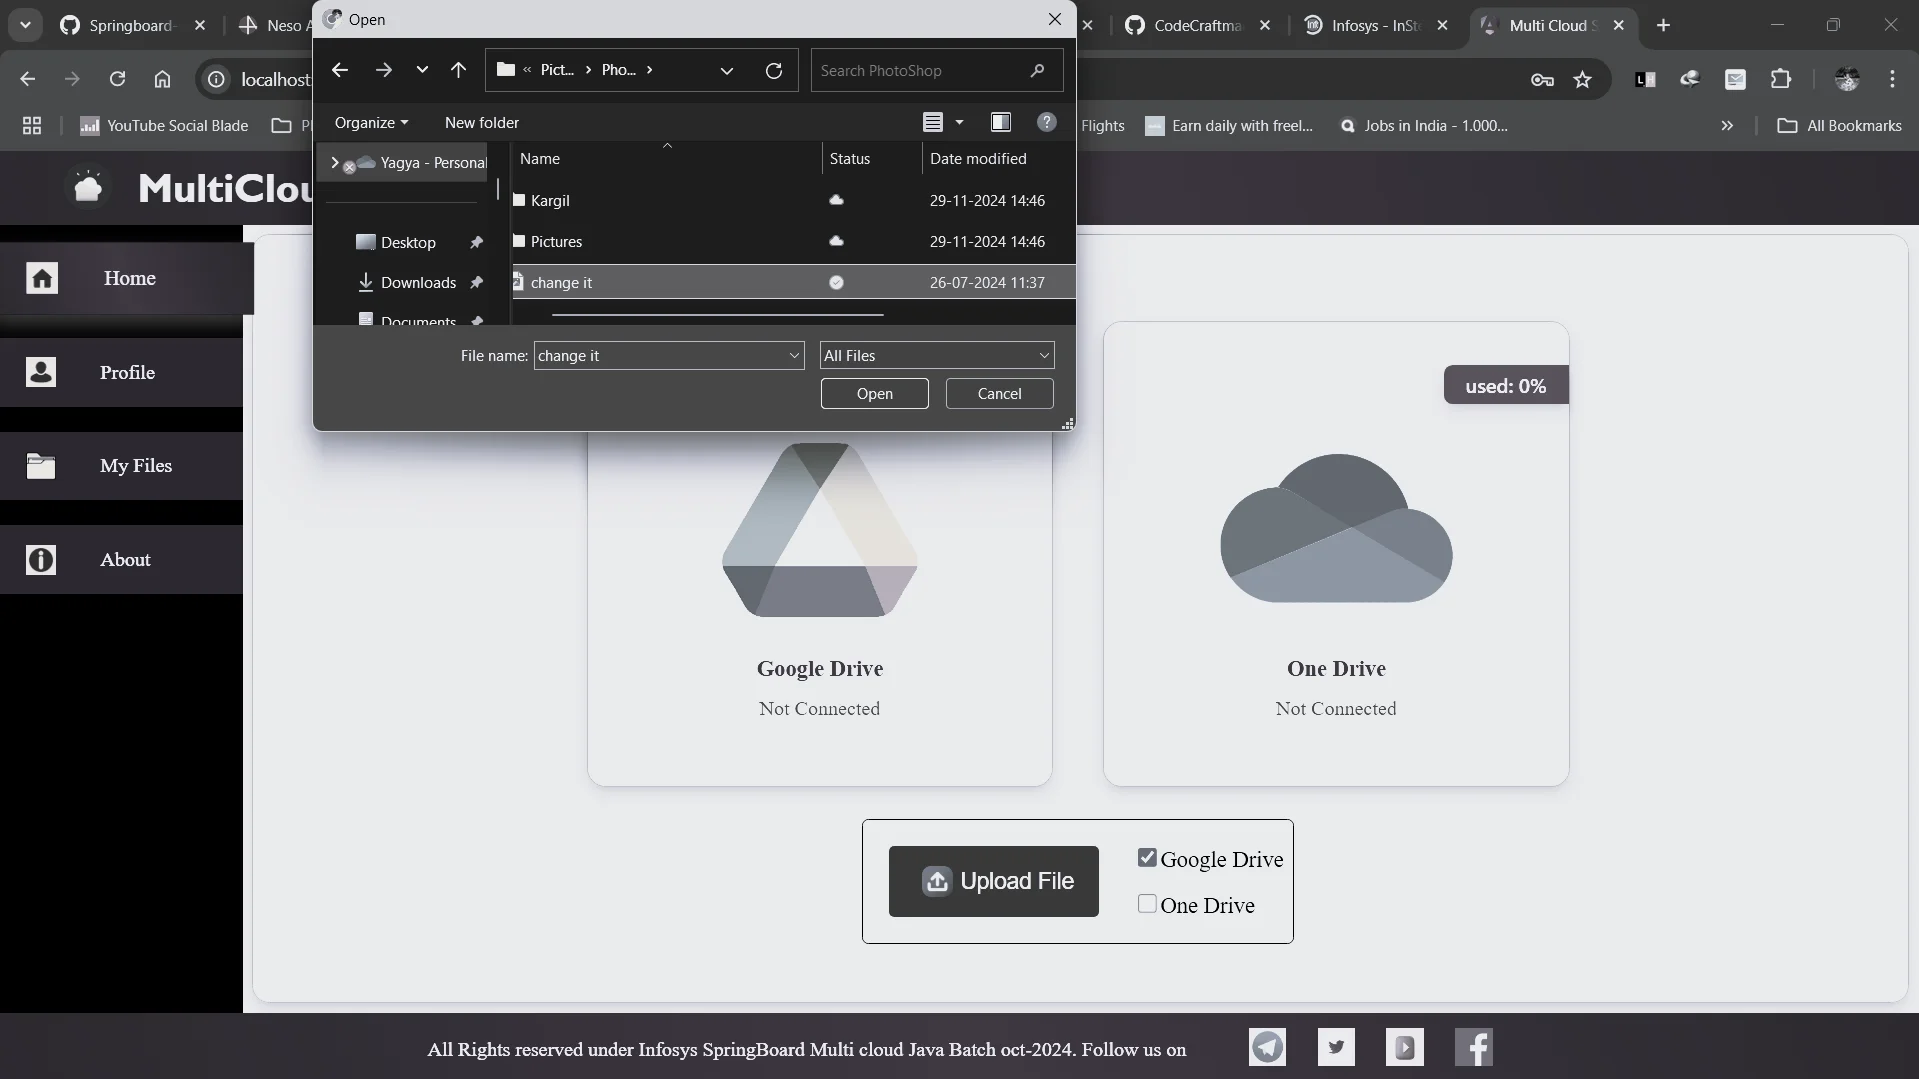 Springboard-
Neso A
CodeCraftma
Infosys - InSte
Multi Cloud S
Open
localhost
Pict...
Pho...
Search PhotoShop
YouTube Social Blade
Flights
Earn daily with freel...
Jobs in India - 1.000...
All Bookmarks
Organize
New folder
Yagya - Personal
Name
Status
Date modified
Kargil
29-11-2024 14:46
Pictures
29-11-2024 14:46
Desktop
change it
26-07-2024 11:37
Downloads
Documents
File name:
change it
All Files
Open
Cancel
MultiClou
Home
Profile
My Files
About
used: 0%
Google Drive
Not Connected
One Drive
Not Connected
Upload File
Google Drive
One Drive
All Rights reserved under Infosys SpringBoard Multi cloud Java Batch oct-2024. Follow us on